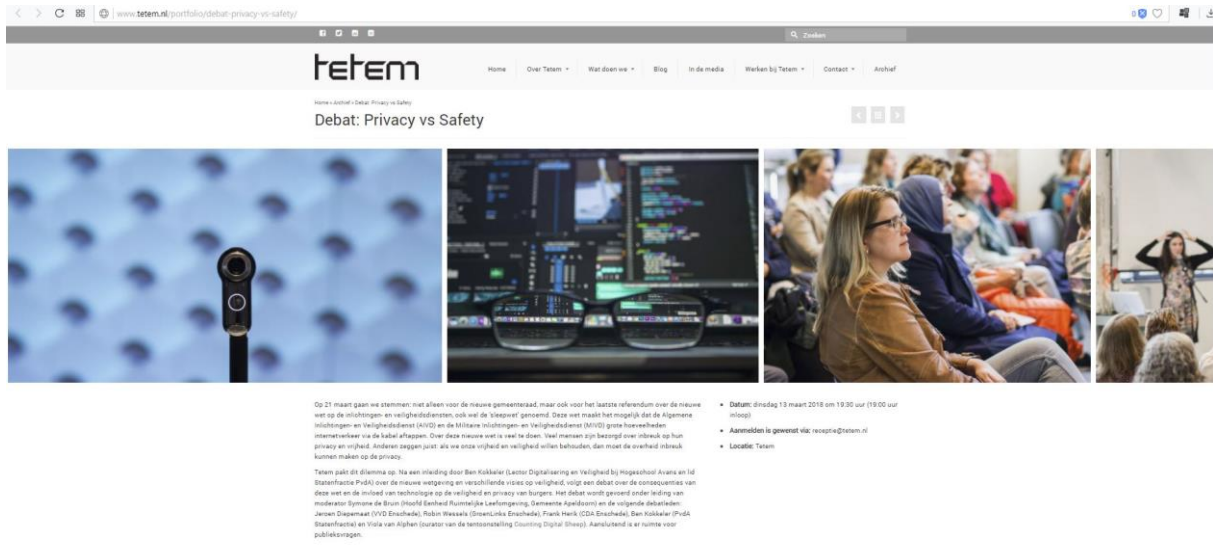 www.tetem.nl/portfolio/debat-privacy-vs-safety/
0
Zoeken
tetem
Home Over Tetem Wat doen we Blog In de media Werken bij Tetem Contact Archief
Home » Archief » Debat: Privacy vs Safety
Debat: Privacy vs Safety
Op 21 maart gaan we stemmen: niet alleen voor de nieuwe gemeenteraad, maar ook voor het laatste referendum over de nieuwe
wet op de inlichtingen- en veiligheidsdiensten, ook wel de 'sleepwet' genoemd. Deze wet maakt het mogelijk dat de Algemene
Inlichtingen- en Veiligheidsdienst (AIVD) en de Militaire Inlichtingen- en Veiligheidsdienst (MIVD) grote hoeveelheden
internetverkeer via de kabel aftappen. Over deze nieuwe wet is veel te doen. Veel mensen zijn bezorgd over inbreuk op hun
privacy en vrijheid. Anderen zeggen juist: als we onze vrijheid en veiligheid willen behouden, dan moet de overheid inbreuk
kunnen maken op de privacy.
Tetem pakt dit dilemma op. Na een inleiding door Ben Kokkeler (Lector Digitalisering en Veiligheid bij Hogeschool Avans en lid
Statenfractie PvdA) over de nieuwe wetgeving en verschillende visies op veiligheid, volgt een debat over de consequenties van
deze wet en de invloed van technologie op de veiligheid en privacy van burgers. Het debat wordt gevoerd onder leiding van
moderator Symone de Bruin (Hoofd Eenheid Ruimtelijke Leefomgeving, Gemeente Apeldoorn) en de volgende debatleden:
Jeroen Diepemaat (VVD Enschede), Robin Wessels (GroenLinks Enschede), Frank Henk (CDA Enschede), Ben Kokkeler (PvdA
Statenfractie) en Viola van Alphen (curator van de tentoonstelling Counting Digital Sheep). Aansluitend is er ruimte voor
publieksvragen.
Datum: dinsdag 13 maart 2018 om 19:30 uur (19:00 uur
inloop)
Aanmelden is gewenst via: receptie@tetem.nl
Locatie: Tetem